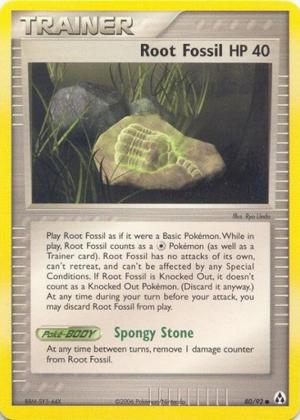 TRAINER
Root Fossil HP 40
Illus. Ryo Ueda
Play Root Fossil as if it were a Basic Pokémon. While in
play, Root Fossil counts as a Pokémon (as well as a
Trainer card). Root Fossil has no attacks of its own,
can't retreat, and can't be affected by any Special
Conditions. If Root Fossil is Knocked Out, it doesn't
count as a Knocked Out Pokémon. (Discard it anyway.)
At any time during your turn before your attack, you
may discard Root Fossil from play.
Poké-BODY Spongy Stone
At any time between turns, remove 1 damage counter
from Root Fossil.
©2006 Pokémon/Nintendo
80/92